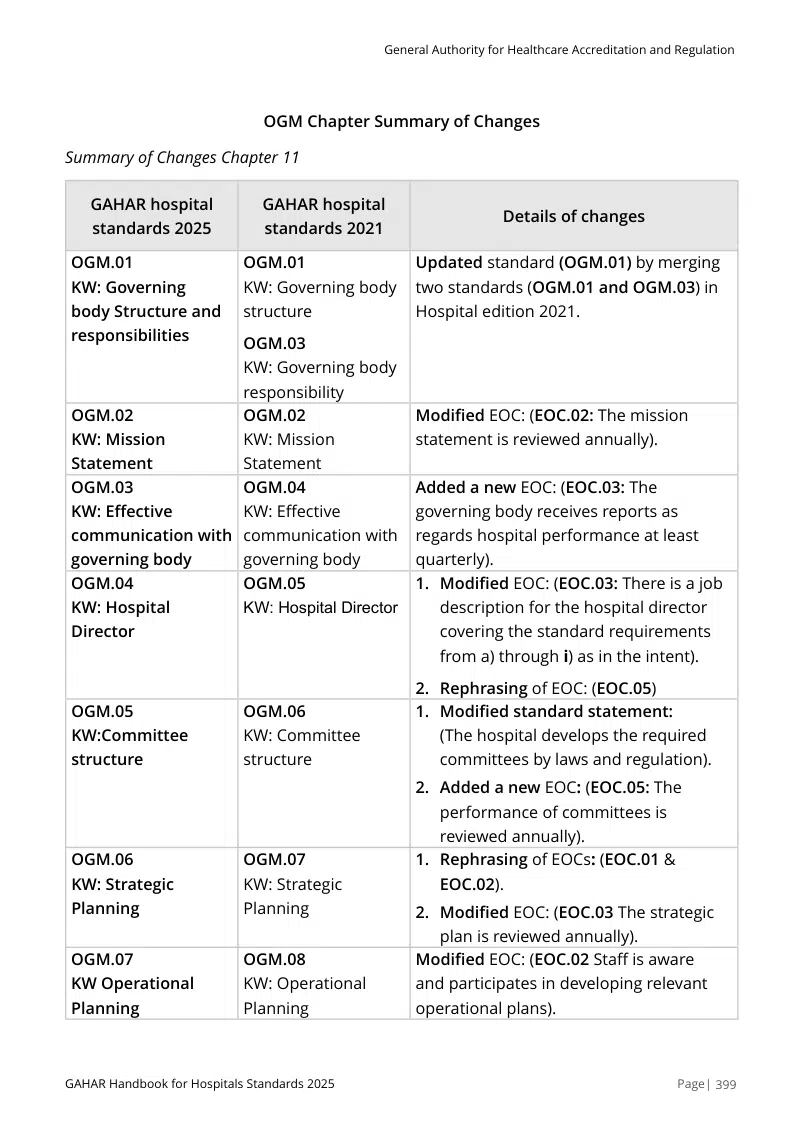 General Authority for Healthcare Accreditation and Regulation
OGM Chapter Summary of Changes
Summary of Changes Chapter 11
GAHAR hospital
standards 2025
GAHAR hospital
standards 2021
Details of changes
OGM.01
KW: Governing
body Structure and
responsibilities
OGM.01
KW: Governing body
structure
OGM.03
KW: Governing body
responsibility
Updated standard (OGM.01) by merging
two standards (OGM.01 and OGM.03) in
Hospital edition 2021.
OGM.02
KW: Mission
Statement
OGM.02
KW: Mission
Statement
Modified EOC: (EOC.02: The mission
statement is reviewed annually).
OGM.03
KW: Effective
communication with
governing body
OGM.04
KW: Effective
communication with
governing body
Added a new EOC: (EOC.03: The
governing body receives reports as
regards hospital performance at least
quarterly).
OGM.04
KW: Hospital
Director
OGM.05
KW: Hospital Director
1. Modified EOC: (EOC.03: There is a job
description for the hospital director
covering the standard requirements
from a) through i) as in the intent).
2. Rephrasing of EOC: (EOC.05)
OGM.05
KW:Committee
structure
OGM.06
KW: Committee
structure
1. Modified standard statement:
(The hospital develops the required
committees by laws and regulation).
2. Added a new EOC: (EOC.05: The
performance of committees is
reviewed annually).
OGM.06
KW: Strategic
Planning
OGM.07
KW: Strategic
Planning
1. Rephrasing of EOCs: (EOC.01 &
EOC.02).
2. Modified EOC: (EOC.03 The strategic
plan is reviewed annually).
OGM.07
KW Operational
Planning
OGM.08
KW: Operational
Planning
Modified EOC: (EOC.02 Staff is aware
and participates in developing relevant
operational plans).
GAHAR Handbook for Hospitals Standards 2025
Page| 399